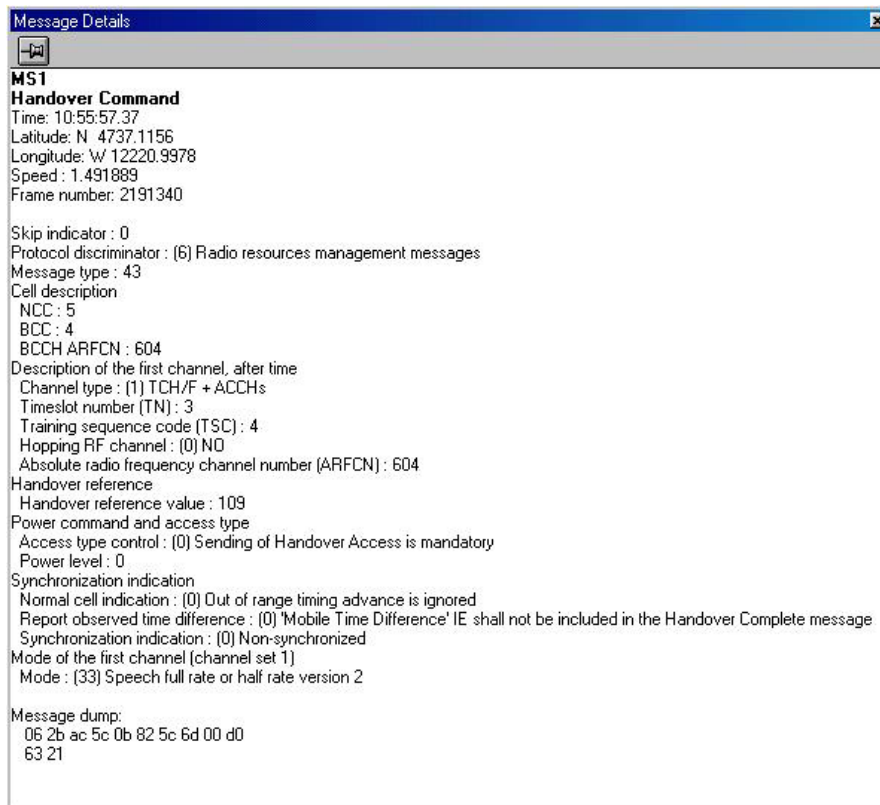 Message Details
MS1
Handover Command
Time: 10:55:57.37
Latitude: N  4737.1156
Longitude: W 12220.9978
Speed : 1.491889
Frame number: 2191340
Skip indicator : 0
Protocol discriminator : (6) Radio resources management messages
Message type : 43
Cell description
NCC : 5
BCC : 4
BCCH ARFCN : 604
Description of the first channel, after time
Channel type : (1) TCH/F + ACCHs
Timeslot number (TN) : 3
Training sequence code (TSC) : 4
Hopping RF channel : (0) NO
Absolute radio frequency channel number (ARFCN) : 604
Handover reference
Handover reference value : 109
Power command and access type
Access type control : (0) Sending of Handover Access is mandatory
Power level : 0
Synchronization indication
Normal cell indication : (0) Out of range timing advance is ignored
Report observed time difference : (0) 'Mobile Time Difference' IE shall not be included in the Handover Complete message
Synchronization indication : (0) Non-synchronized
Mode of the first channel (channel set 1)
Mode : (33) Speech full rate or half rate version 2
Message dump:
06 2b ac 5c 0b 82 5c 6d 00 d0
63 21